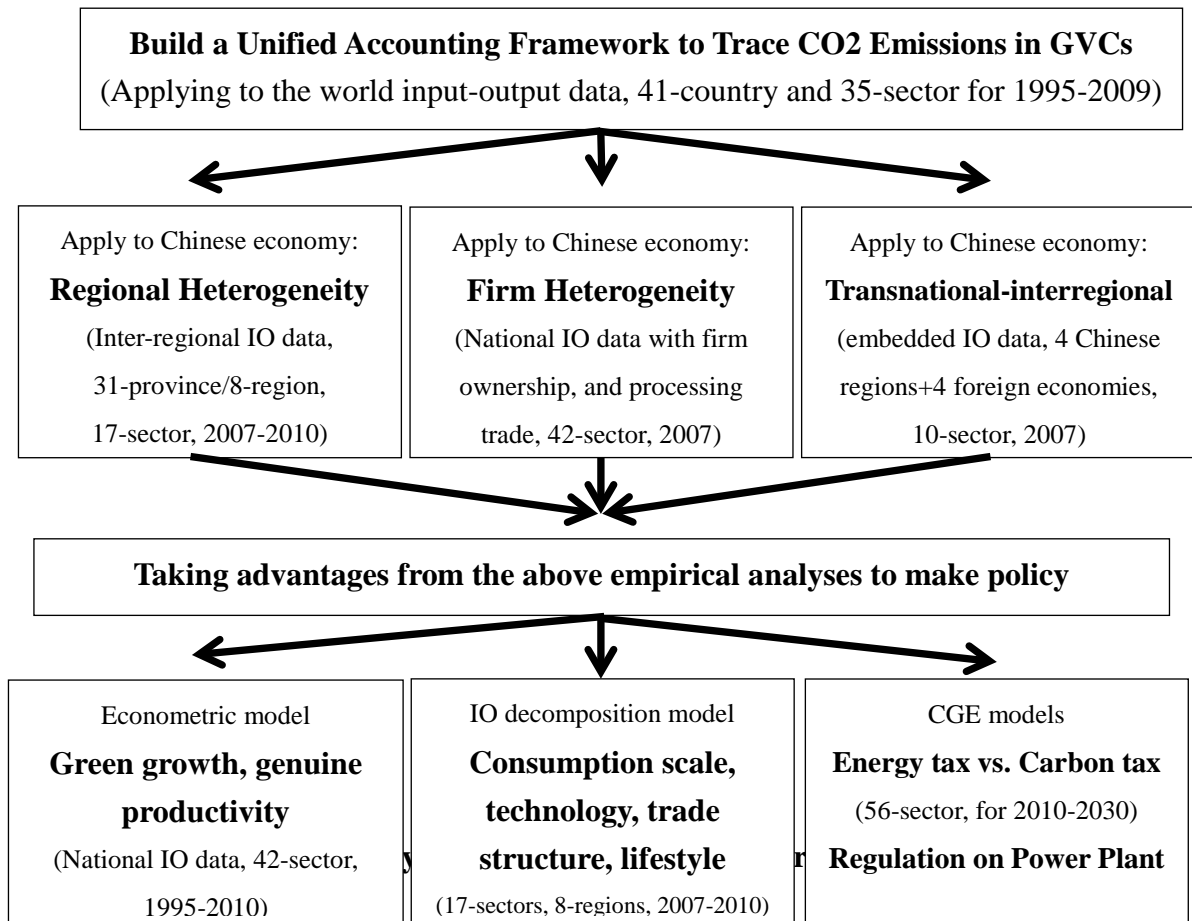 Build a Unified Accounting Framework to Trace CO2 Emissions in GVCs
(Applying to the world input-output data, 41-country and 35-sector for 1995-2009)
Apply to Chinese economy:
Regional Heterogeneity
(Inter-regional IO data,
31-province/8-region,
17-sector, 2007-2010)
Apply to Chinese economy:
Firm Heterogeneity
(National IO data with firm
ownership, and processing
trade, 42-sector, 2007)
Apply to Chinese economy:
Transnational-interregional
(embedded IO data, 4 Chinese
regions+4 foreign economies,
10-sector, 2007)
Taking advantages from the above empirical analyses to make policy
Econometric model
Green growth, genuine
productivity
(National IO data, 42-sector,
1995-2010)
IO decomposition model
Consumption scale,
technology, trade
structure, lifestyle
(17-sectors, 8-regions, 2007-2010)
CGE models
Energy tax vs. Carbon tax
(56-sector, for 2010-2030)
Regulation on Power Plant